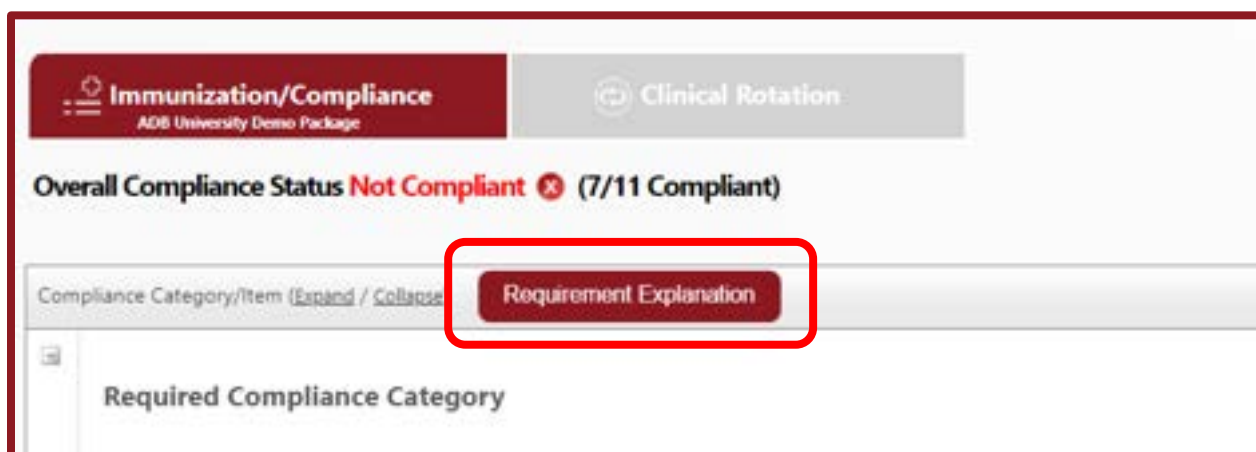 Immunization/Compliance
ADB University Demo Package
Clinical Rotation
Overall Compliance Status Not Compliant (7/11 Compliant)
Compliance Category/Item (Expand / Collapse
Requirement Explanation
Required Compliance Category